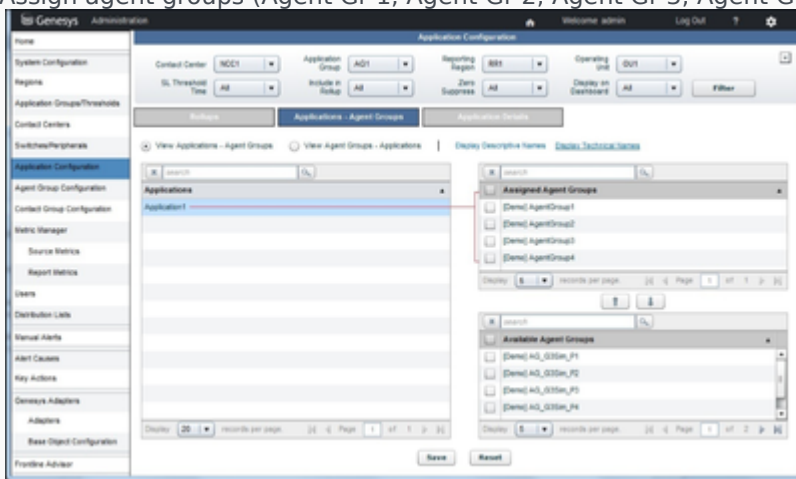 Assign agent groups (Agent GP1, Agent GP2, Agent GP3, Agent G
Genesys Administration
Welcome admin
Log Out
?
Home
System Configuration
Regions
Application Groups/Thresholds
Contact Centers
Switches/Peripherals
Application Configuration
Agent Group Configuration
Contact Group Configuration
Metric Manager
Source Metrics
Report Metrics
Users
Distribution Lists
Manual Alerts
Alert Causes
Key Actions
Genesys Adapters
Adapters
Base Object Configuration
Frontline Advisor
Application Configuration
Contact Center NCC1
Application Group AG1
Reporting Region RR1
Operating Unit OU1
SL Threshold Time All
Include in Rollup All
Zero Suppress All
Display on Dashboard All
Filter
Rollups
Applications - Agent Groups
Application Details
View Applications - Agent Groups
View Agent Groups - Applications
Display Descriptive Names
Display Technical Names
search
Applications
Application1
Display 20 records per page.
Page 1 of 1
search
Assigned Agent Groups
[Demo] AgentGroup1
[Demo] AgentGroup2
[Demo] AgentGroup3
[Demo] AgentGroup4
Display 5 records per page.
Page 1 of 1
search
Available Agent Groups
[Demo] AG_G3Sim_P1
[Demo] AG_G3Sim_P2
[Demo] AG_G3Sim_P3
[Demo] AG_G3Sim_P4
Display 5 records per page.
Page 1 of 2
Save
Reset